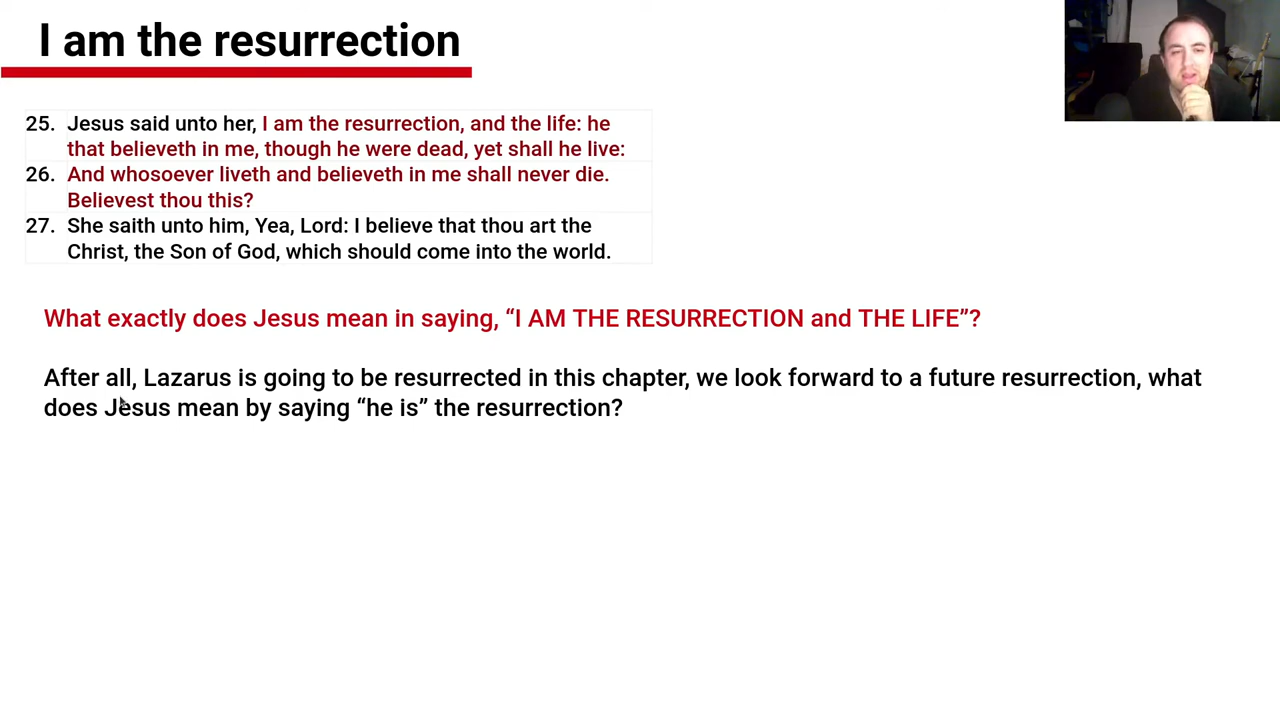 I am the resurrection
25. Jesus said unto her, I am the resurrection, and the life: he
that believeth in me, though he were dead, yet shall he live:
26. And whosoever liveth and believeth in me shall never die.
Believest thou this?
27. She saith unto him, Yea, Lord: I believe that thou art the
Christ, the Son of God, which should come into the world.
What exactly does Jesus mean in saying, “I AM THE RESURRECTION and THE LIFE”?
After all, Lazarus is going to be resurrected in this chapter, we look forward to a future resurrection, what
does Jesus mean by saying “he is” the resurrection?